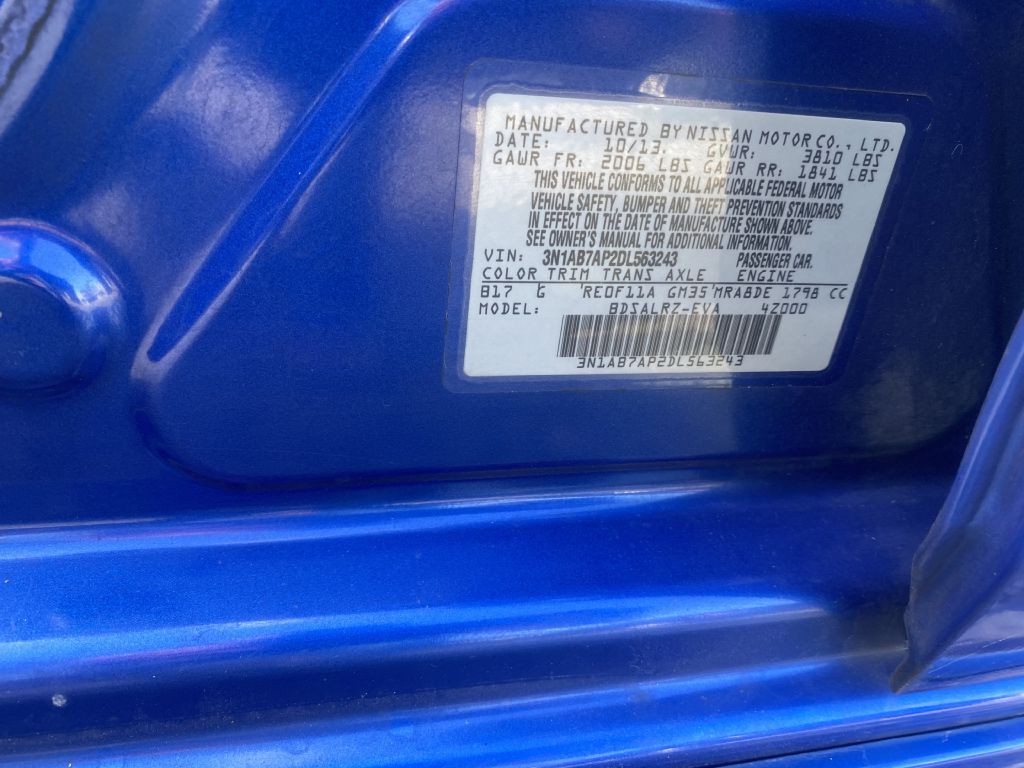 MANUFACTURED BY NISSAN MOTOR CO., LTD.
DATE: 10/13. GVWR: 3810 LBS
GAWR FR: 2006 LBS GAWR RR: 1841 LBS
THIS VEHICLE CONFORMS TO ALL APPLICABLE FEDERAL MOTOR
VEHICLE SAFETY, BUMPER AND THEFT PREVENTION STANDARDS
IN EFFECT ON THE DATE OF MANUFACTURE SHOWN ABOVE.
SEE OWNER'S MANUAL FOR ADDITIONAL INFORMATION.
VIN: 3N1AB7AP2DL563243 PASSENGER CAR.
COLOR TRIM TRANS AXLE ENGINE
B17 G RE0F11A GM35 MRA8DE 1798 CC
MODEL: BDSALRZ-EVA 42000
3N1AB7AP2DL563243